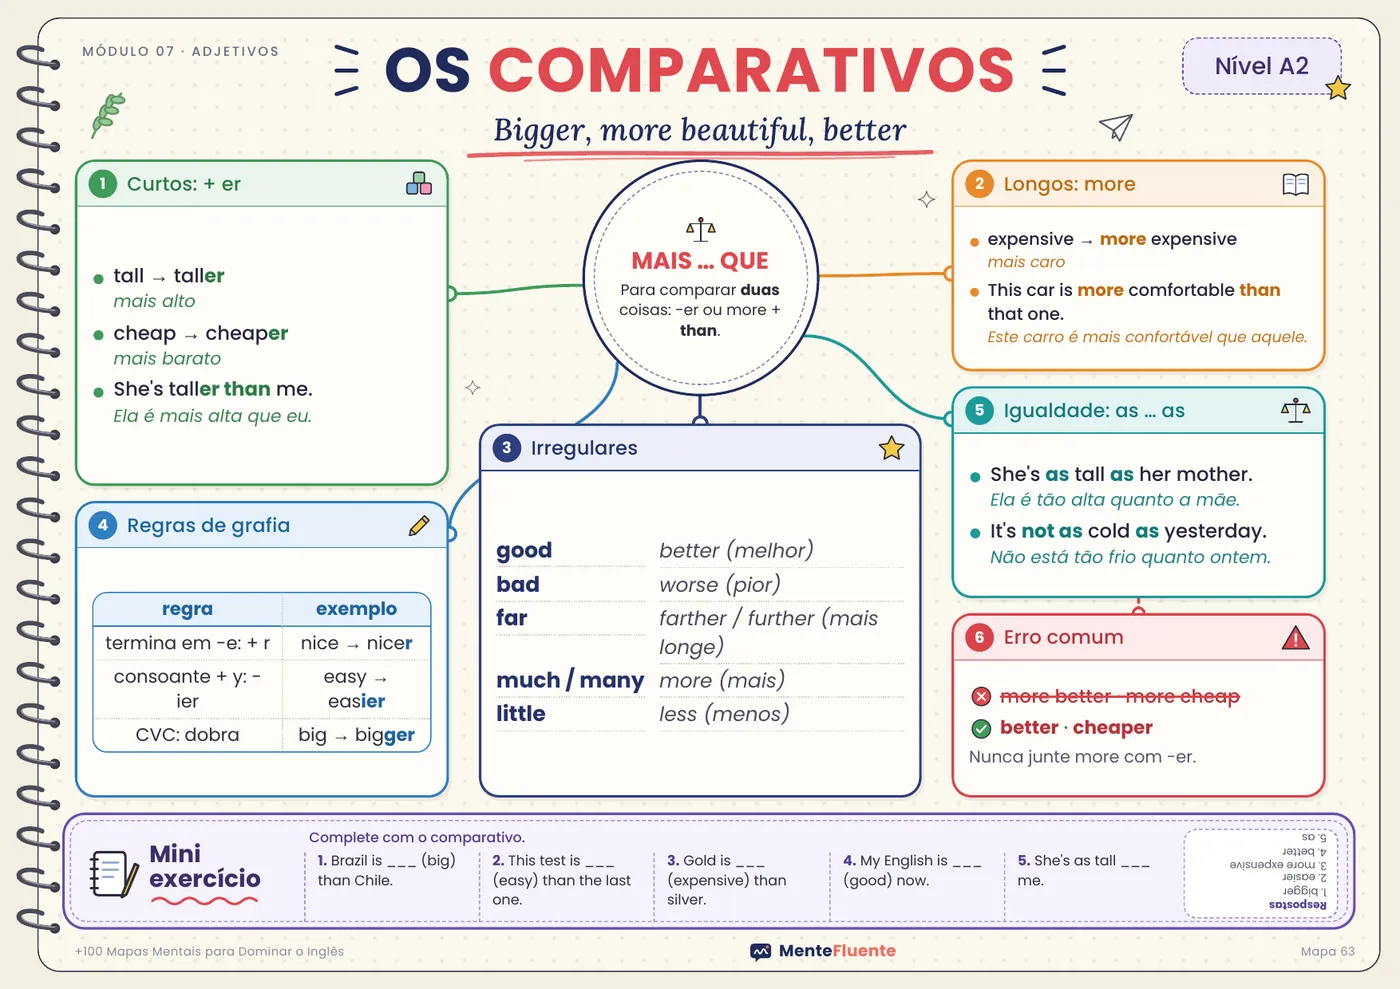 MÓDULO 07 · ADJETIVOS
OS COMPARATIVOS
Nível A2
Bigger, more beautiful, better
1 Curtos: + er
tall → taller
mais alto
cheap → cheaper
mais barato
She's taller than me.
Ela é mais alta que eu.
MAIS ... QUE
Para comparar duas
coisas: -er ou more +
than.
2 Longos: more
expensive → more expensive
mais caro
This car is more comfortable than
that one.
Este carro é mais confortável que aquele.
3 Irregulares
good better (melhor)
bad worse (pior)
far farther / further (mais
longe)
much / many more (mais)
little less (menos)
4 Regras de grafia
regra exemplo
termina em -e: + r nice → nicer
consoante + y: - easy →
ier easier
CVC: dobra big → bigger
5 Igualdade: as ... as
She's as tall as her mother.
Ela é tão alta quanto a mãe.
It's not as cold as yesterday.
Não está tão frio quanto ontem.
6 Erro comum
more better · more cheap
better · cheaper
Nunca junte more com -er.
Mini
exercício
Complete com o comparativo.
1. Brazil is ___ (big)
than Chile.
2. This test is ___
(easy) than the last
one.
3. Gold is ___
(expensive) than
silver.
4. My English is ___
(good) now.
5. She's as tall ___
me.
Respostas
1. bigger
2. easier
3. more expensive
4. better
5. as
+100 Mapas Mentais para Dominar o Inglês
MenteFluente
Mapa 63